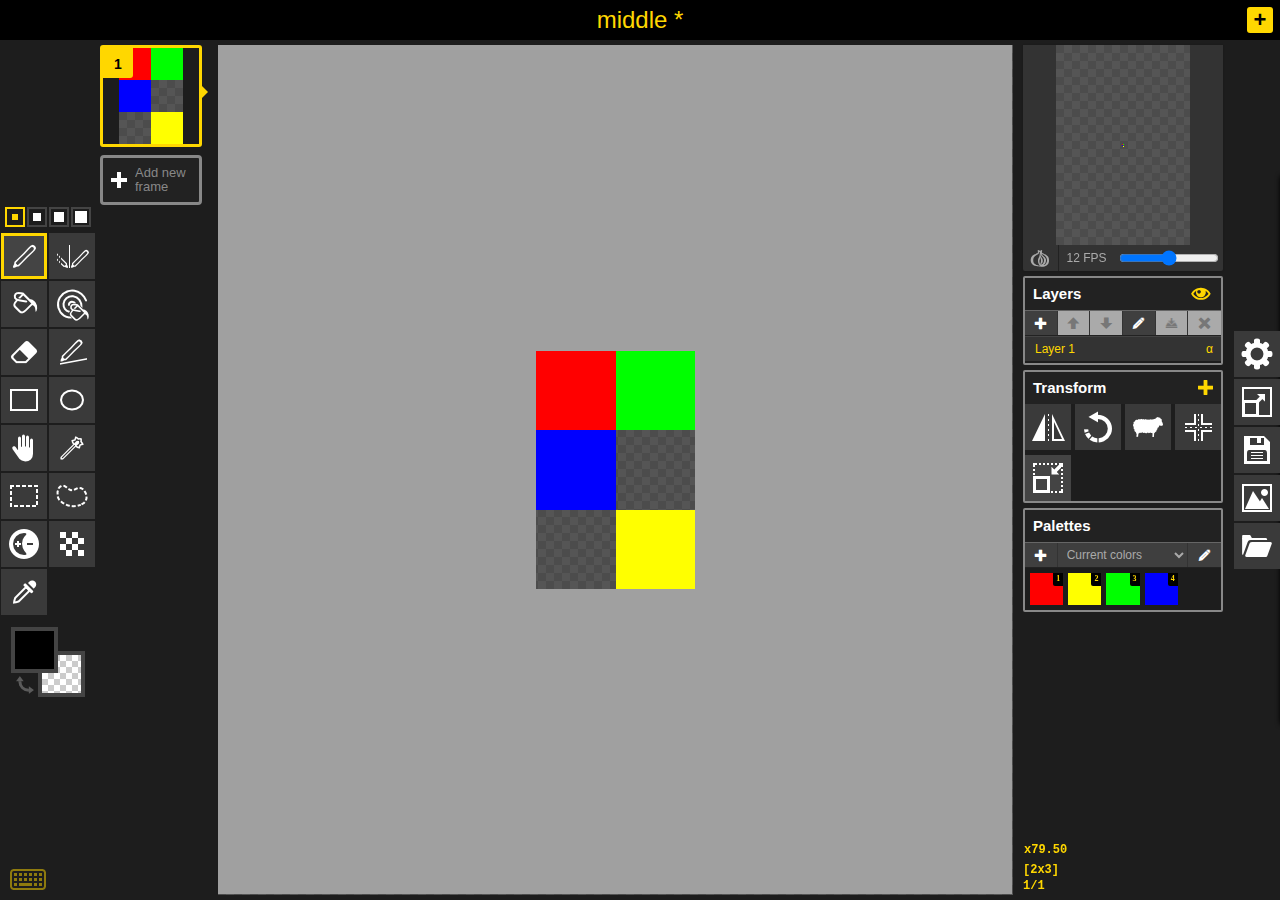 middle *
1
Add new
frame
12 FPS
Layers
Layer 1
α
Transform
Palettes
Current colors
1
2
3
4
x79.50
[2x3]
1/1